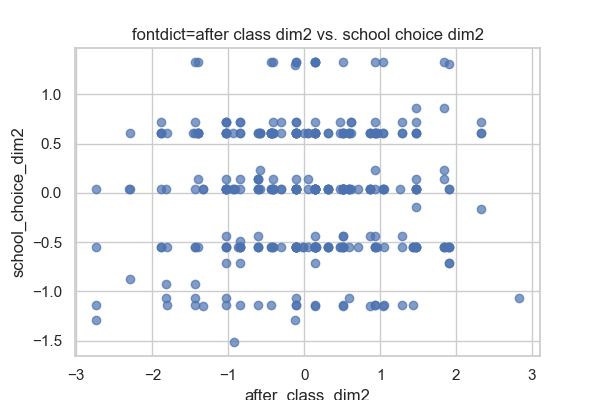 fontdict=after class dim2 vs. school choice dim2
1.0
0.5
0.0
−0.5
−1.0
−1.5
school_choice_dim2
−3 −2 −1 0 1 2 3
after_class_dim2